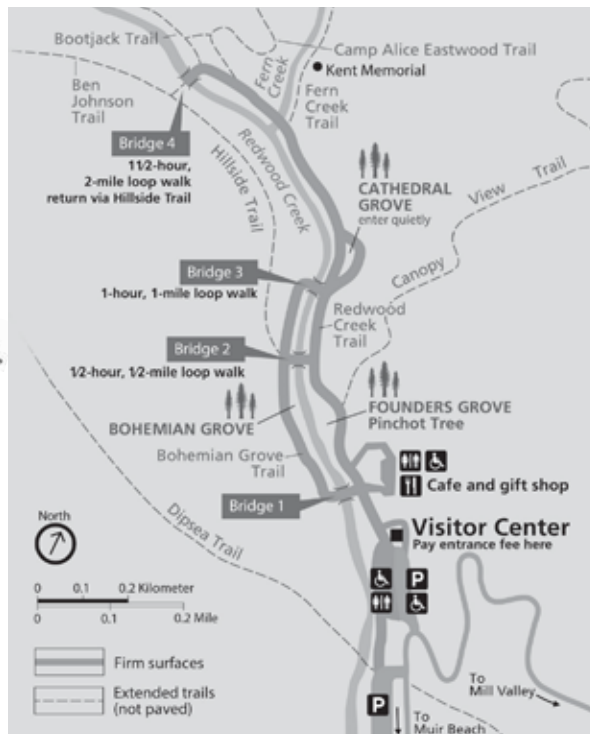 Bootjack Trail
Camp Alice Eastwood Trail
Kent Memorial
Fern
Creek
Ben
Johnson
Trail
Fern
Creek
Trail
Bridge 4
1 1/2-hour,
2-mile loop walk
return via Hillside Trail
Redwood Creek
Hillside Trail
CATHEDRAL
GROVE
enter quietly
Canopy View Trail
Bridge 3
1-hour, 1-mile loop walk
Redwood
Creek
Trail
Bridge 2
1/2-hour, 1/2-mile loop walk
BOHEMIAN GROVE
FOUNDERS GROVE
Pinchot Tree
Bohemian Grove
Trail
Cafe and gift shop
Bridge 1
Dipsea Trail
Visitor Center
Pay entrance fee here
North
P
0 0.1 0.2 Kilometer
0 0.1 0.2 Mile
Firm surfaces
Extended trails
(not paved)
To
Mill Valley
P
To
Muir Beach